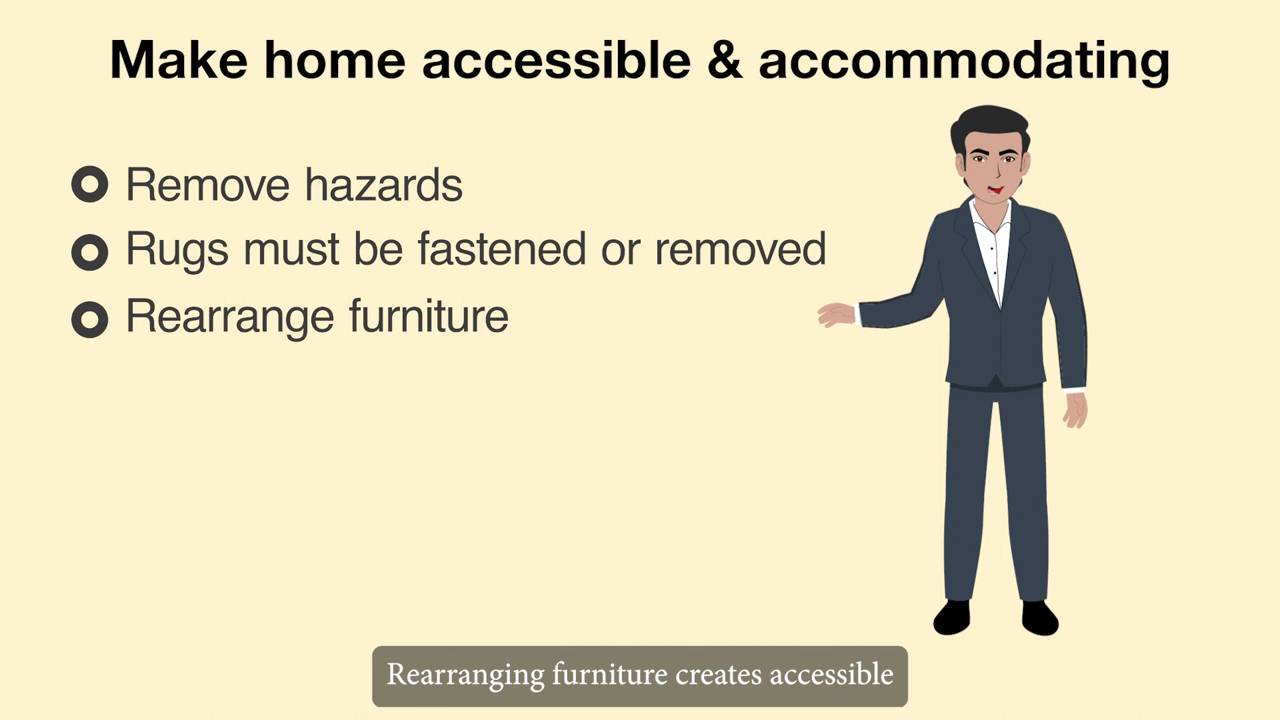 Make home accessible & accommodating
Remove hazards
Rugs must be fastened or removed
Rearrange furniture
Rearranging furniture creates accessible